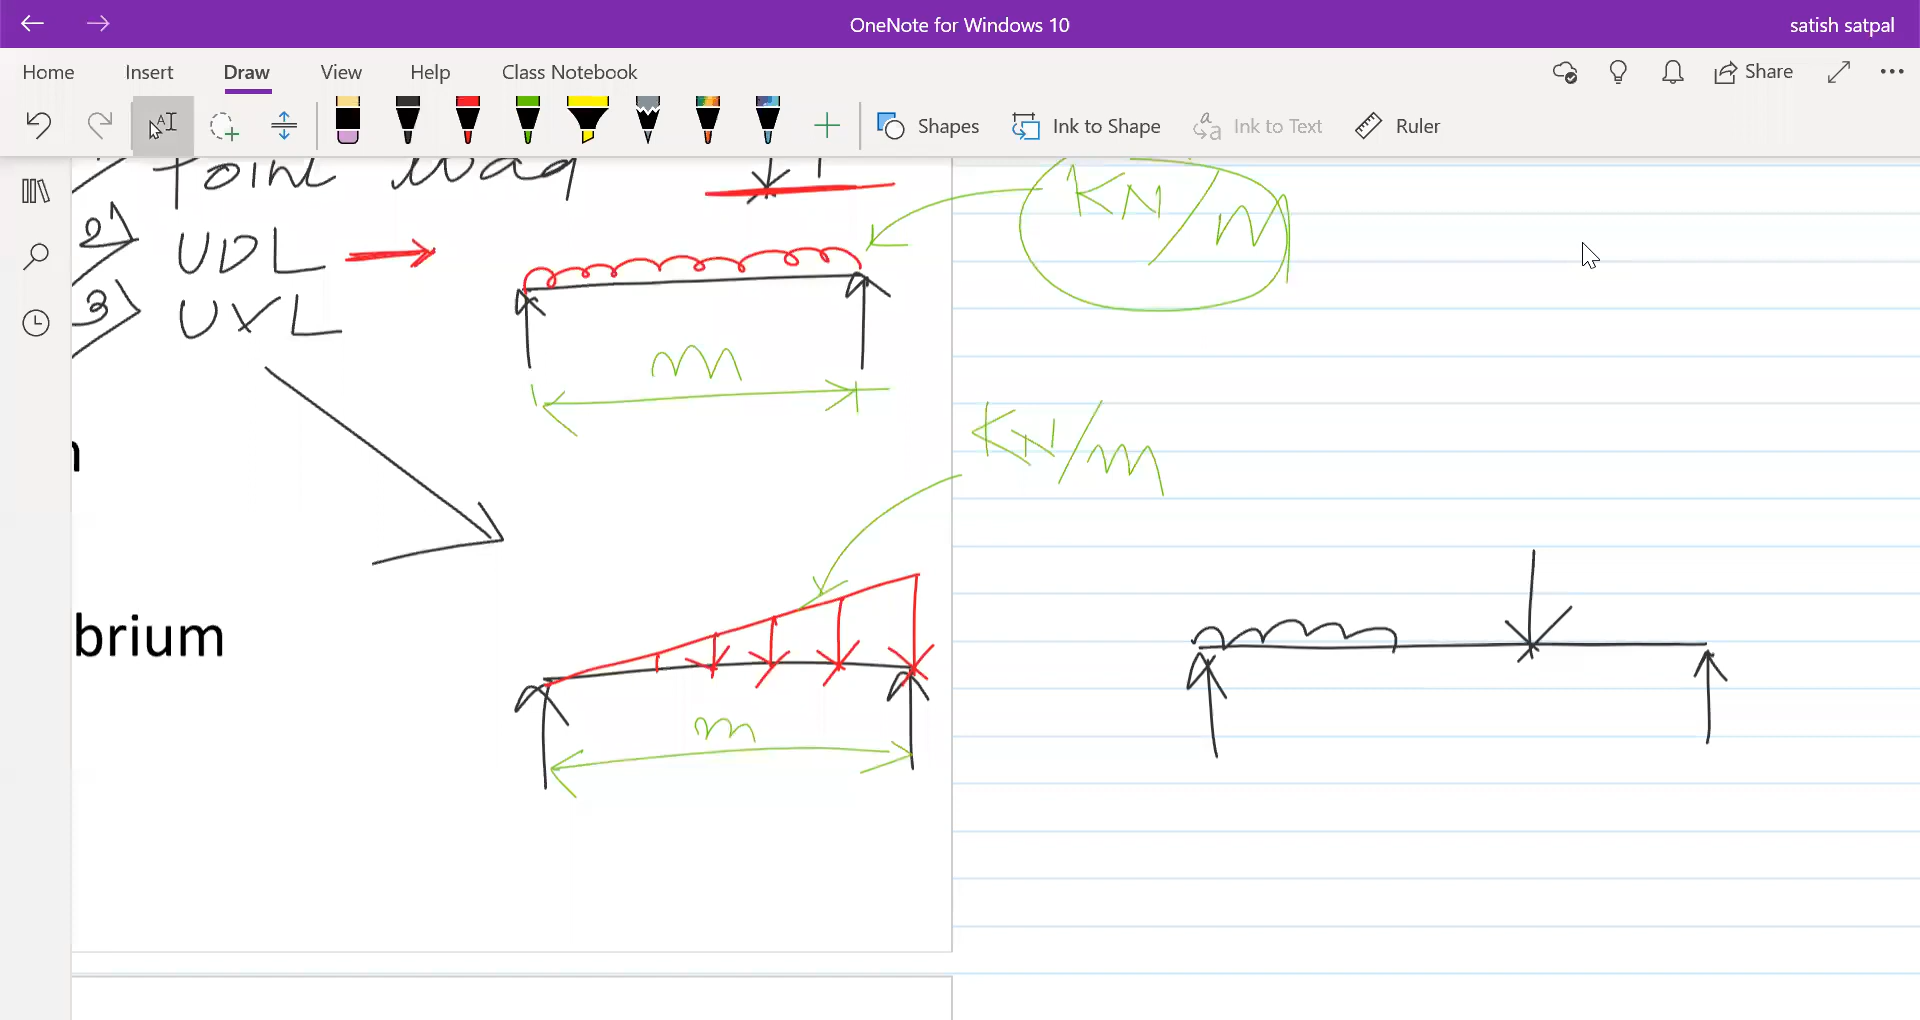 OneNote for Windows 10
satish satpal
Home Insert Draw View Help Class Notebook
Share
Shapes Ink to Shape Ink to Text Ruler
Point load
2) UDL
3) UVL
KN/m
m
KN/m
n
brium
m